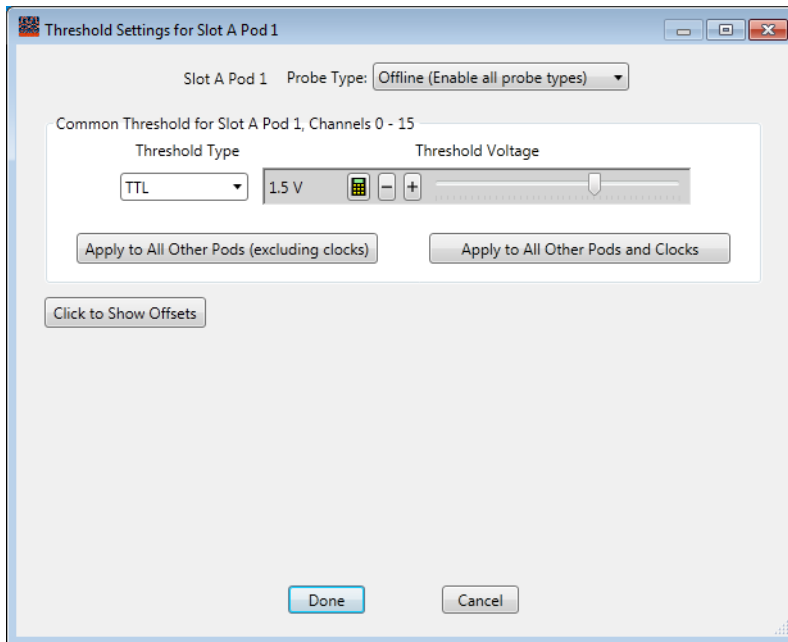 Threshold Settings for Slot A Pod 1
Slot A Pod 1 Probe Type: Offline (Enable all probe types)
Common Threshold for Slot A Pod 1, Channels 0 - 15
Threshold Type Threshold Voltage
TTL 1.5 V - +
Apply to All Other Pods (excluding clocks) Apply to All Other Pods and Clocks
Click to Show Offsets
Done Cancel